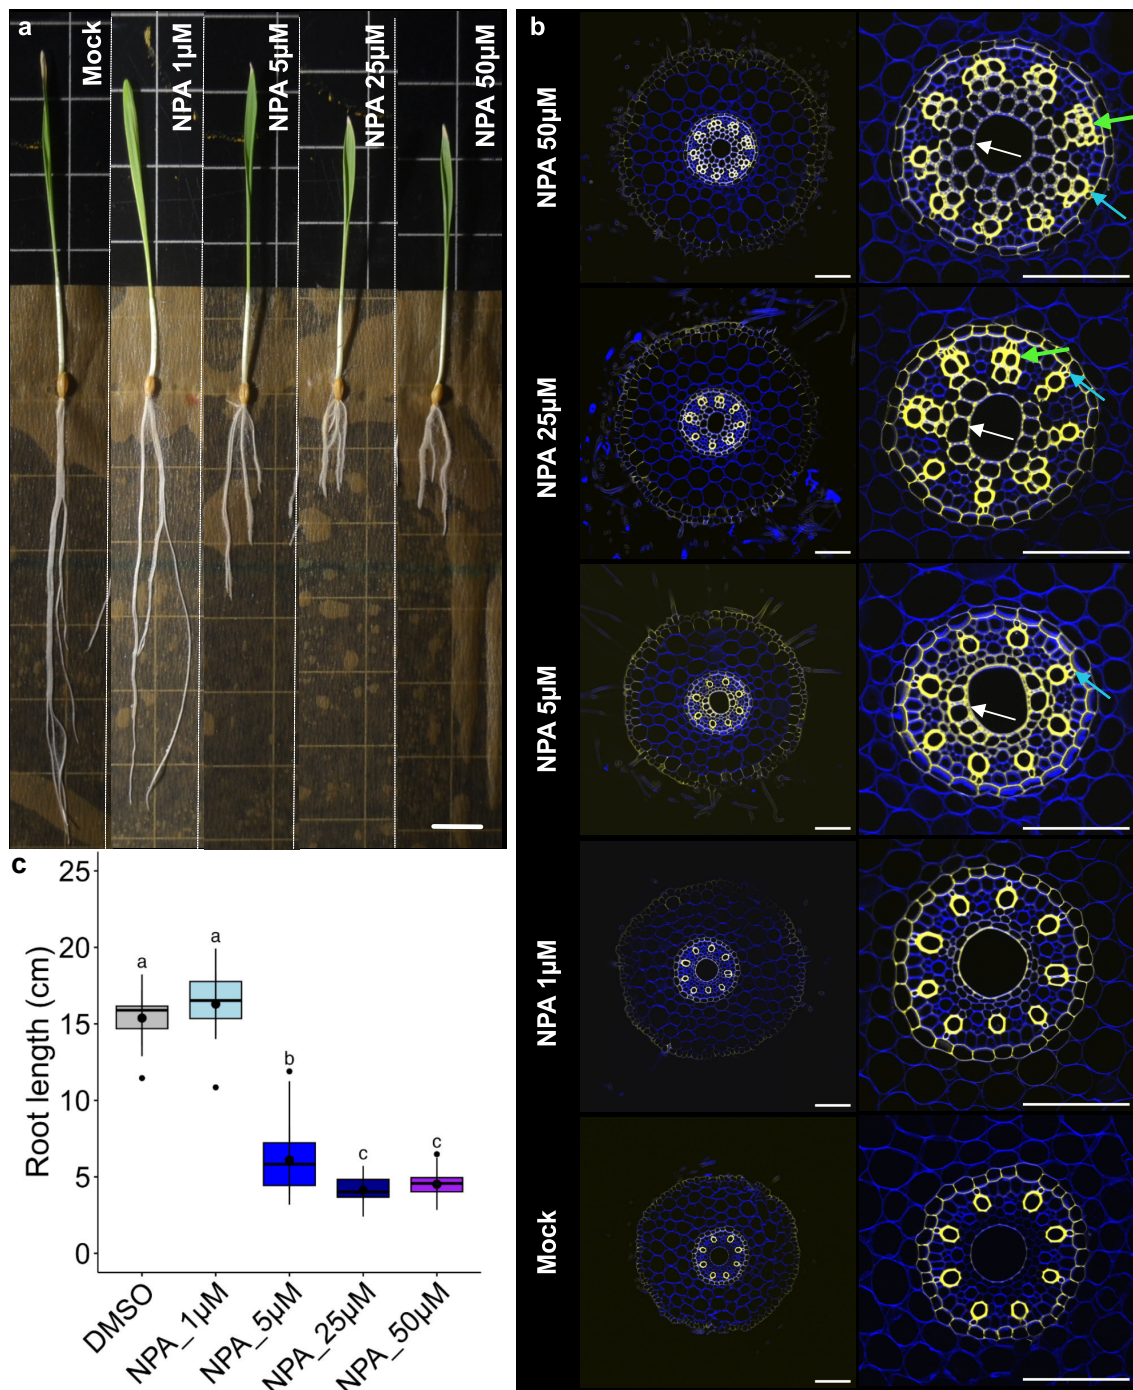 a
Mock
NPA 1µM
NPA 5µM
NPA 25µM
NPA 50µM
b
NPA 50µM
NPA 25µM
NPA 5µM
NPA 1µM
Mock
c
Root length (cm)
25
20
15
10
5
0
a
a
b
c
c
DMSO
NPA_1µM
NPA_5µM
NPA_25µM
NPA_50µM